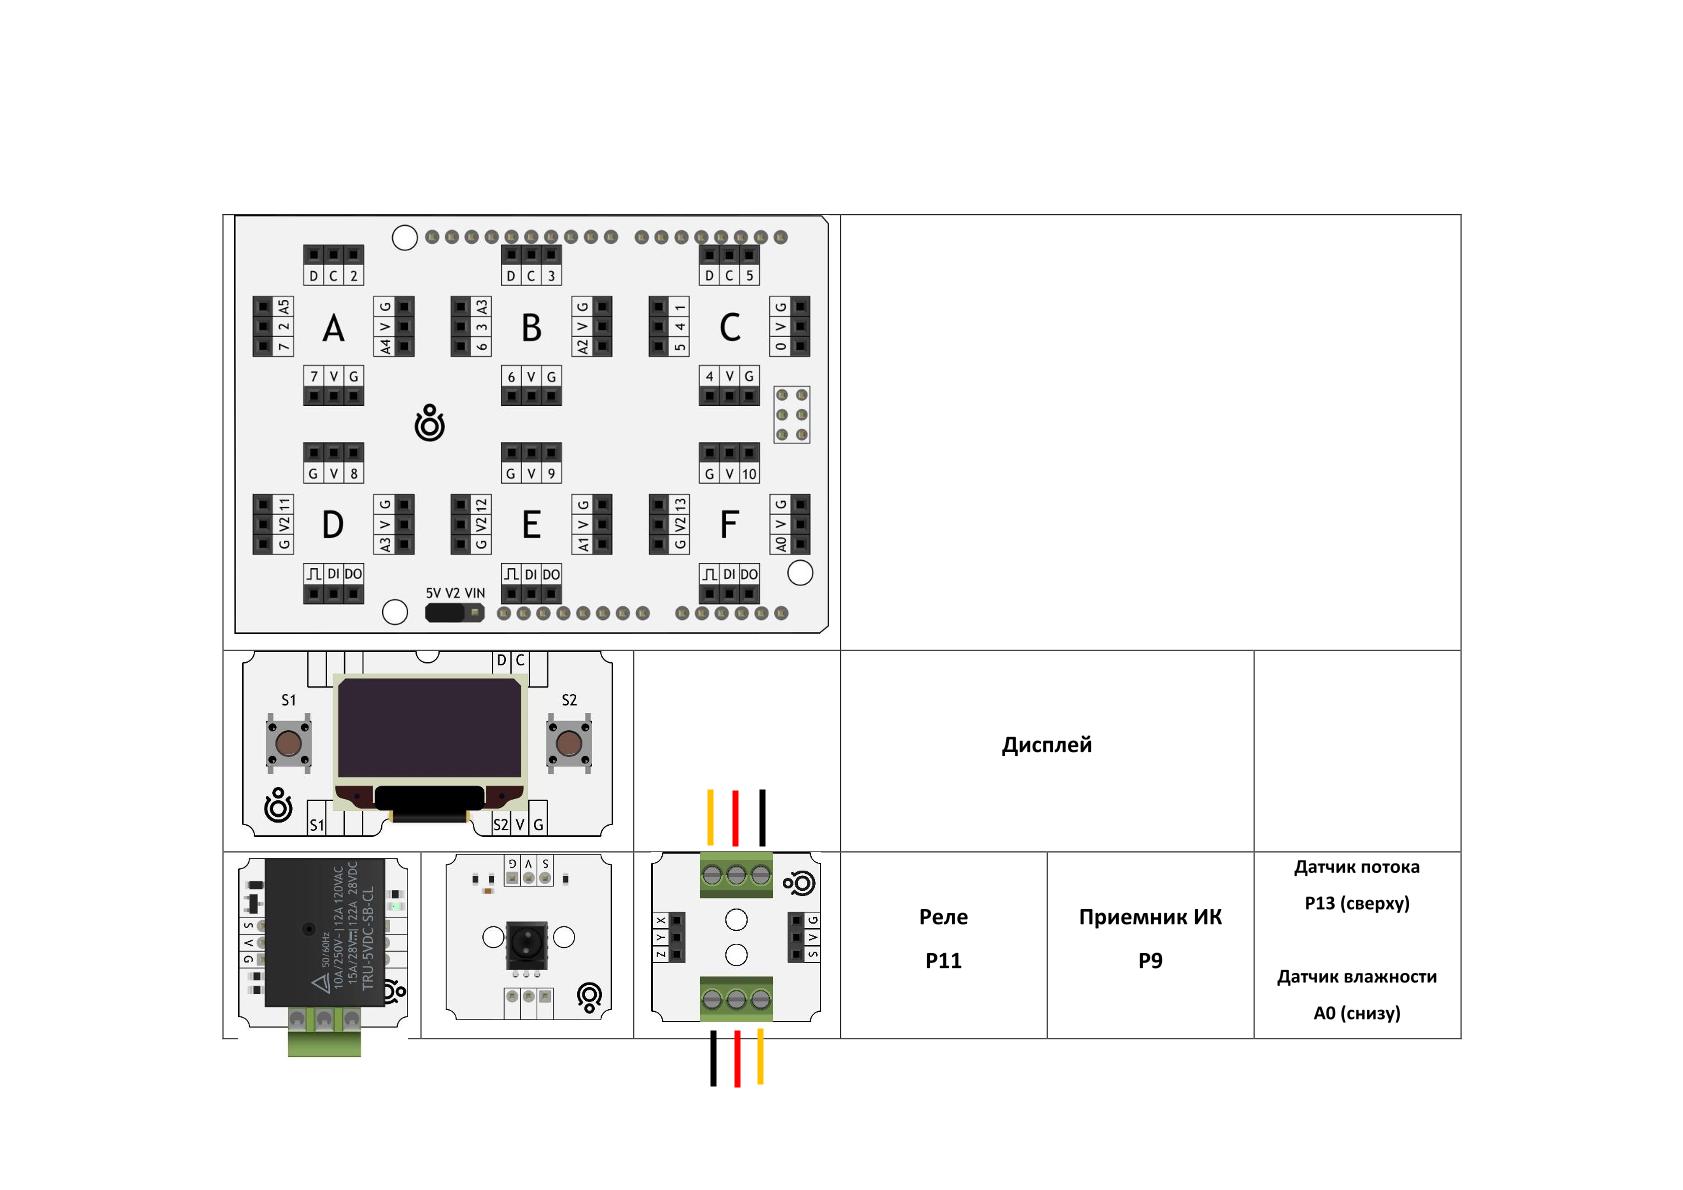 D C 2
D C 3
D C 5
A5 2 7
A
G V A4
A3 3 6
B
G V A2
1 4 5
C
G V 0
7 V G
6 V G
4 V G
G V 8
G V 9
G V 10
11 V2 G
D
G V A3
12 V2 G
E
G V A1
13 V2 G
F
G V A0
DI DO
DI DO
DI DO
5V V2 VIN
D C
S1
S2
S1
S2 V G
Дисплей
S V G
10A/250V~|12A 120VAC
50/60Hz
15A/28V⎓|122A 28VDC
TRU-5VDC-SB-CL
G V S
X Y Z
G V S
Реле
P11
Приемник ИК
P9
Датчик потока
P13 (сверху)
Датчик влажности
A0 (снизу)